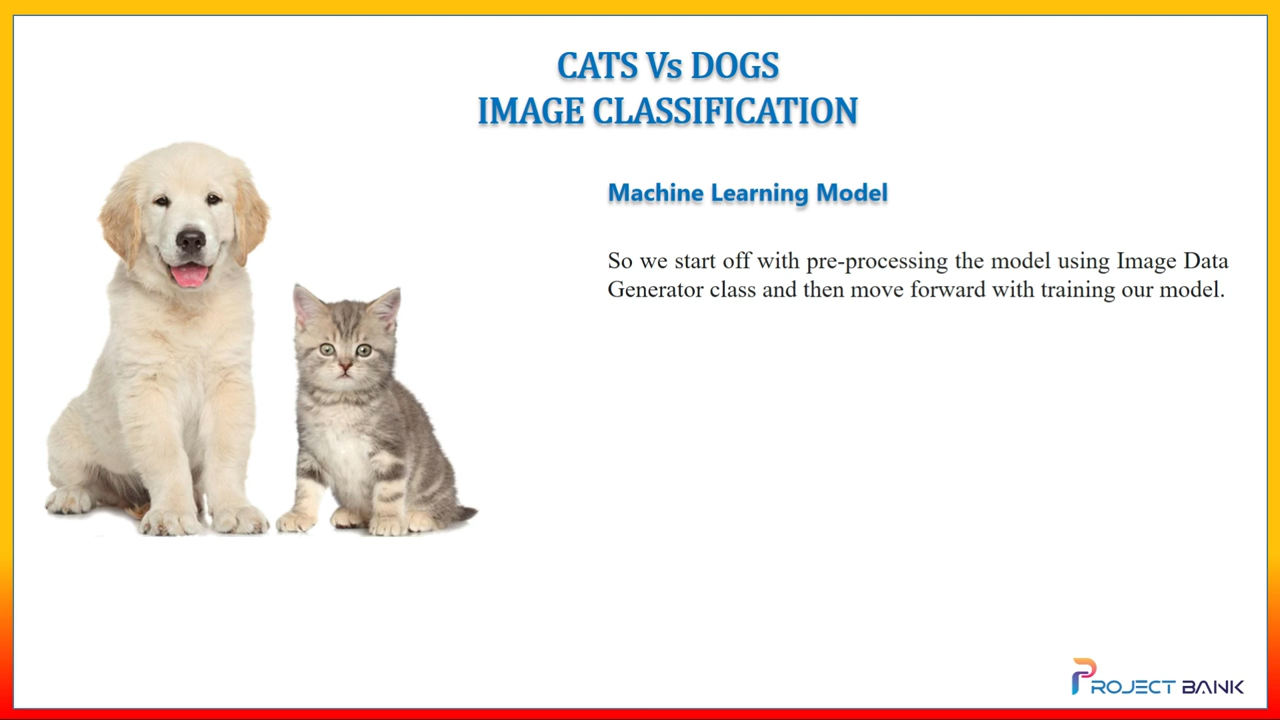 CATS Vs DOGS
IMAGE CLASSIFICATION
Machine Learning Model
So we start off with pre-processing the model using Image Data
Generator class and then move forward with training our model.
PROJECT BANK